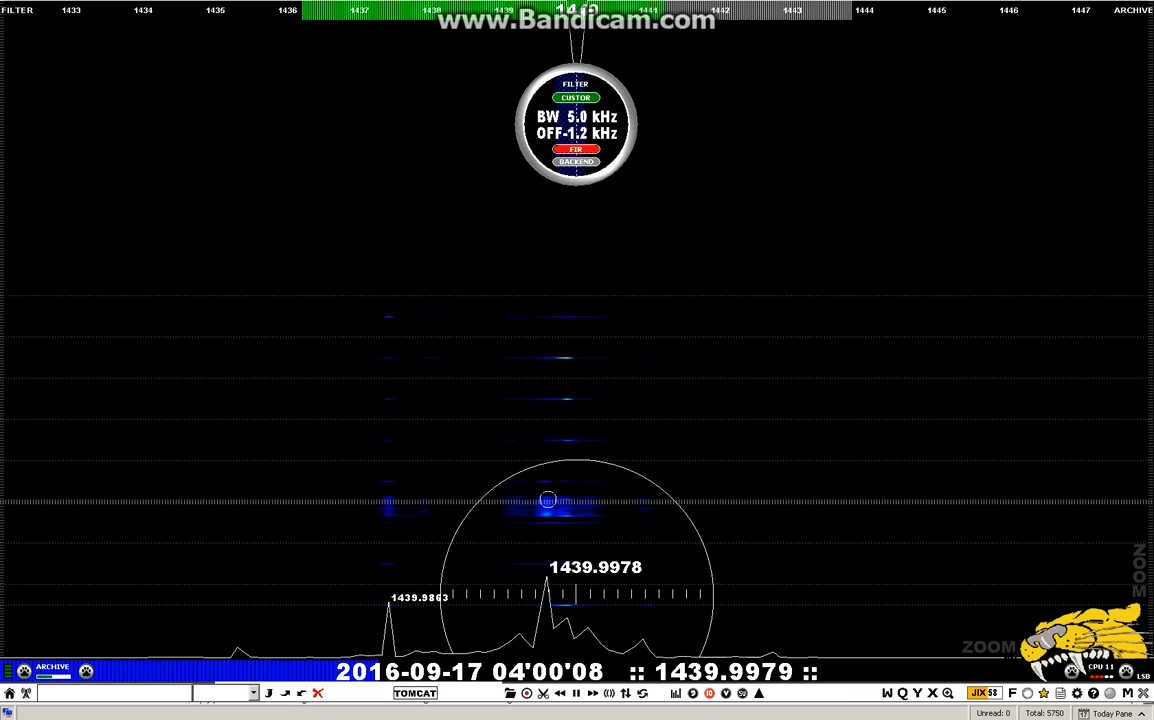 FILTER 1433 1434 1435 1436 1437 1438 1439 1441 1442 1443 1444 1445 1446 1447 ARCHIVE
www.Bandicam.com
FILTER
CUSTOR
BW 5.0 kHz
OFF-1.2 kHz
FIR
BACKEND
1439.9978
1439.9863
ZOOM
ZOOM
ARCHIVE
2016-09-17 04'00'08 :: 1439.9979 ::
CPU 11
LSB
TOMCAT
W Q Y X
JIX 58
F
M
Unread: 0 Total: 5750 17 Today Pane